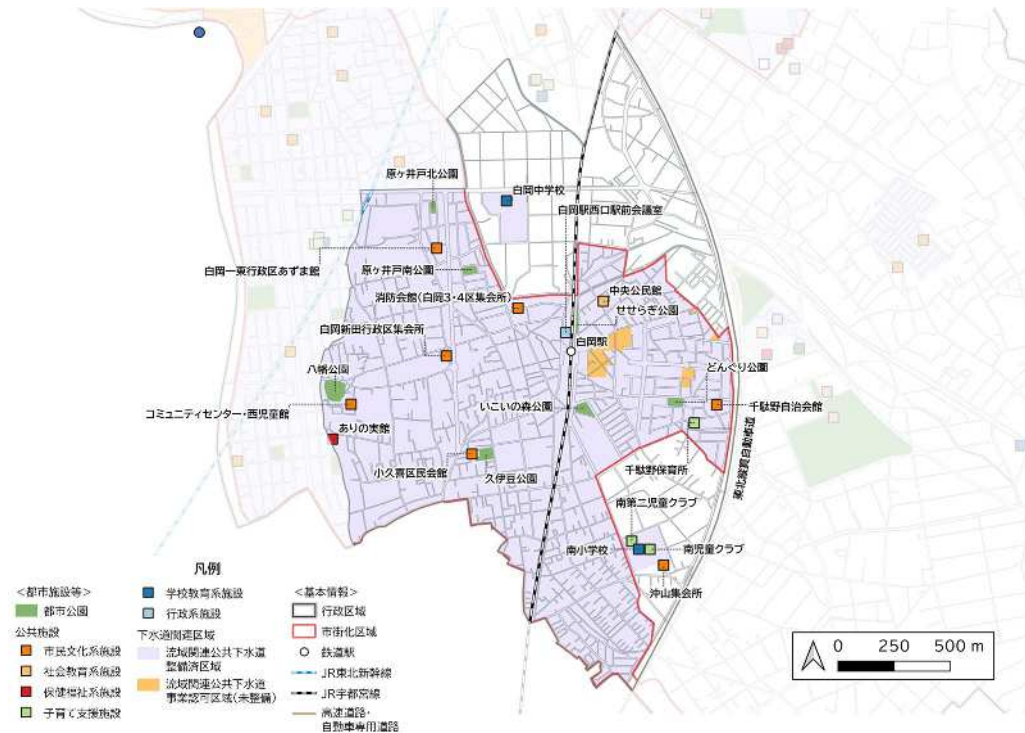 原ヶ井戸北公園
白岡中学校
白岡駅西口駅前会議室
白岡一東行政区あずま館
原ヶ井戸南公園
消防会館(白岡3・4区集会所)
中央公民館
せせらぎ公園
白岡新田行政区集会所
白岡駅
八幡公園
どんぐり公園
いこいの森公園
コミュニティセンター・西児童館
千駄野自治会館
ありの実館
小久喜区民会館
久伊豆公園
千駄野保育所
東北縦貫自動車道
南第二児童クラブ
南小学校
南児童クラブ
沖山集会所
凡例
<都市施設等>
都市公園
公共施設
市民文化系施設
社会教育系施設
保健福祉系施設
子育て支援施設
学校教育系施設
行政系施設
下水道関連区域
流域関連公共下水道
整備済区域
流域関連公共下水道
事業認可区域(未整備)
<基本情報>
行政区域
市街化区域
鉄道駅
JR東北新幹線
JR宇都宮線
高速道路・
自動車専用道路
0 250 500 m